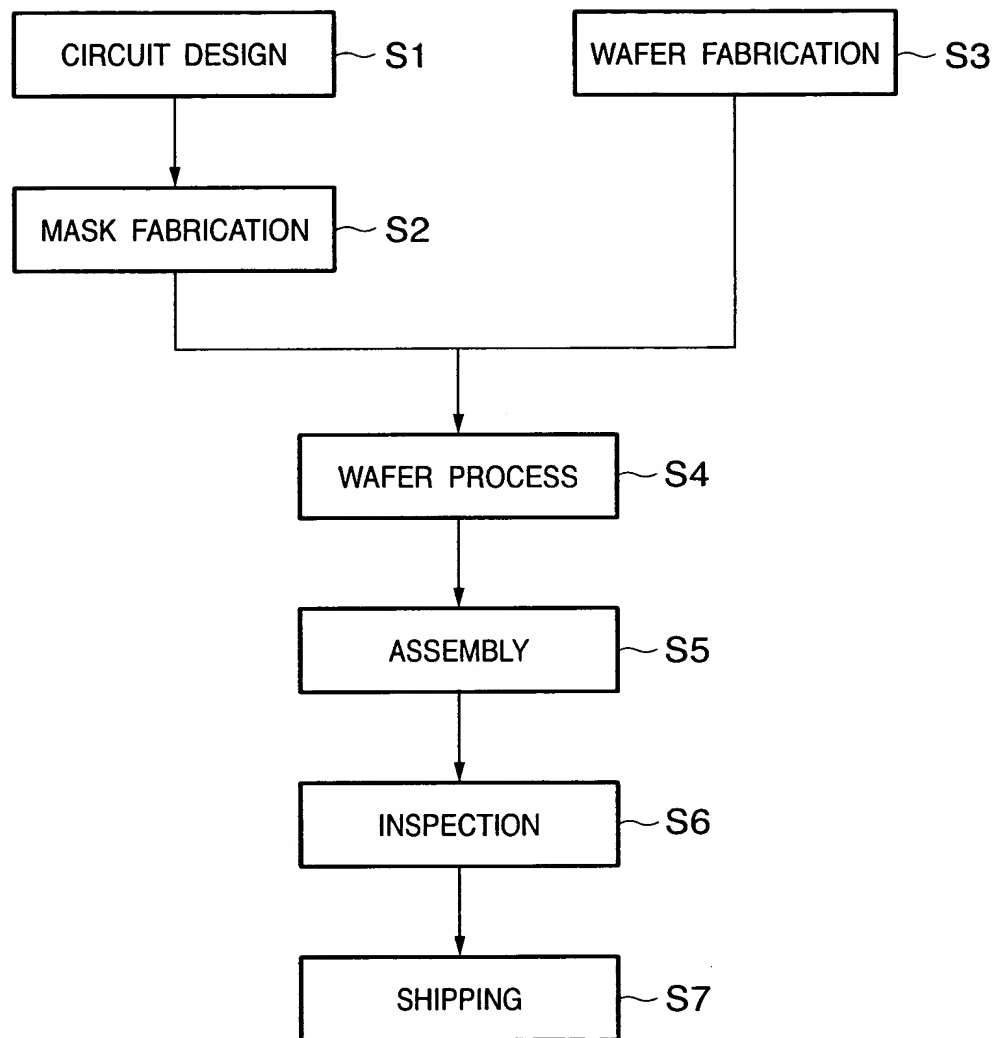 CIRCUIT DESIGN S1
WAFER FABRICATION S3
MASK FABRICATION S2
WAFER PROCESS S4
ASSEMBLY S5
INSPECTION S6
SHIPPING S7